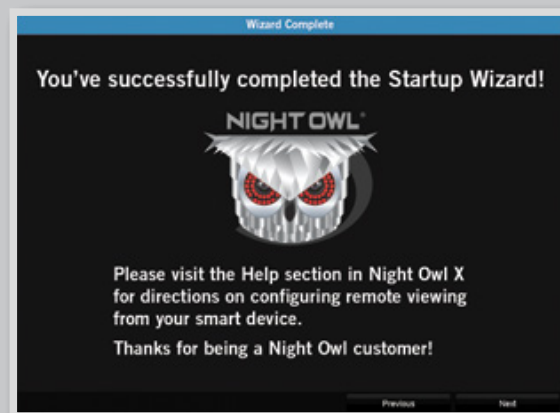 Wizard Complete
You've successfully completed the Startup Wizard!
NIGHT OWL®
Please visit the Help section in Night Owl X
for directions on configuring remote viewing
from your smart device.
Thanks for being a Night Owl customer!
Previous Next